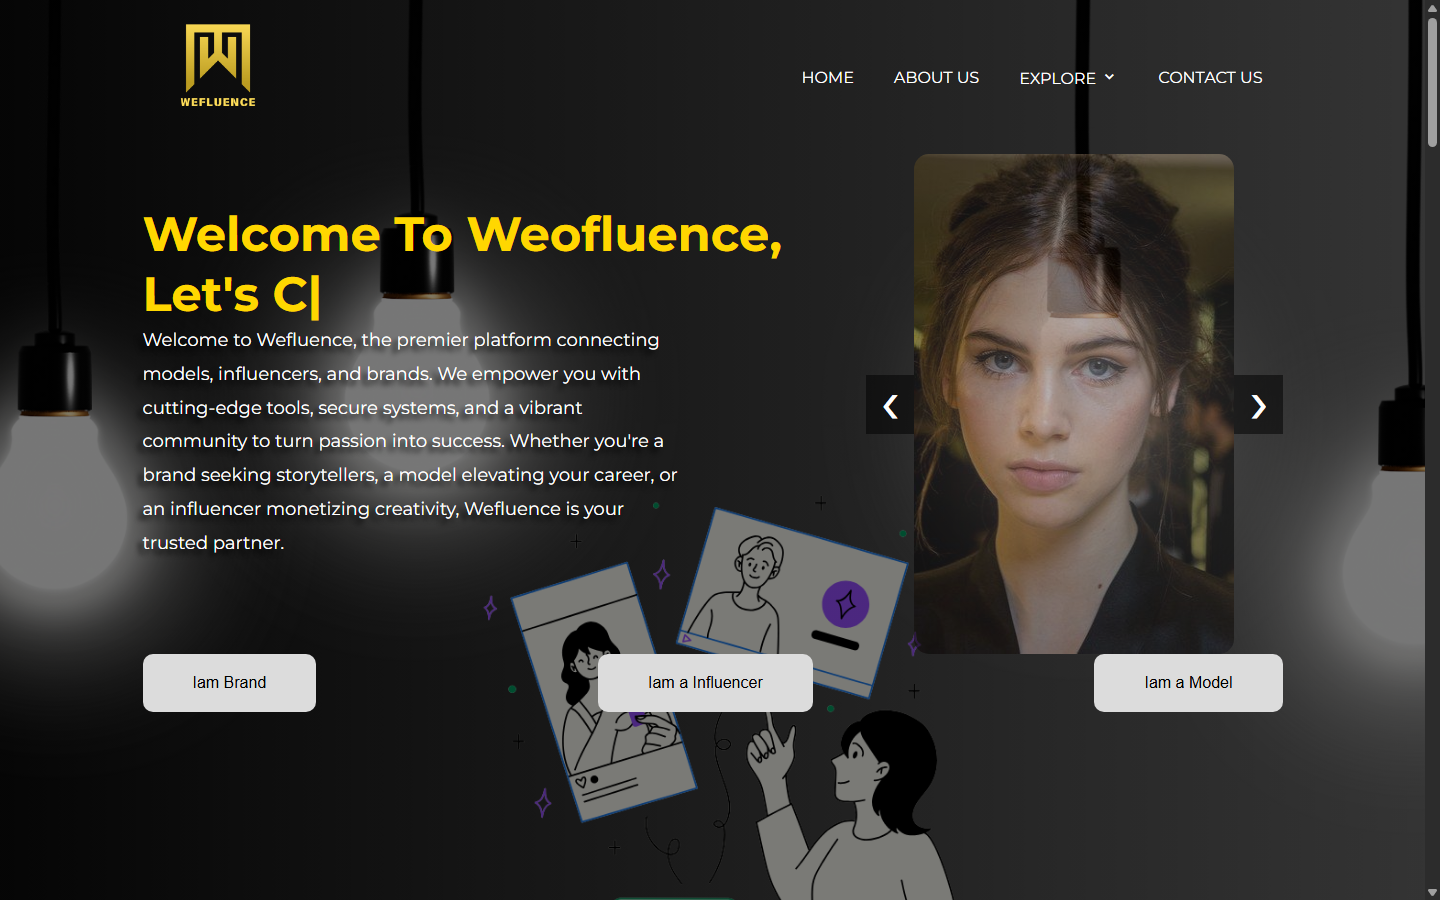 WEFLUENCE
HOME
ABOUT US
EXPLORE
CONTACT US
Welcome To Weofluence,
Let's C|
Welcome to Wefluence, the premier platform connecting
models, influencers, and brands. We empower you with
cutting-edge tools, secure systems, and a vibrant
community to turn passion into success. Whether you're a
brand seeking storytellers, a model elevating your career, or
an influencer monetizing creativity, Wefluence is your
trusted partner.
Iam Brand
Iam a Influencer
Iam a Model